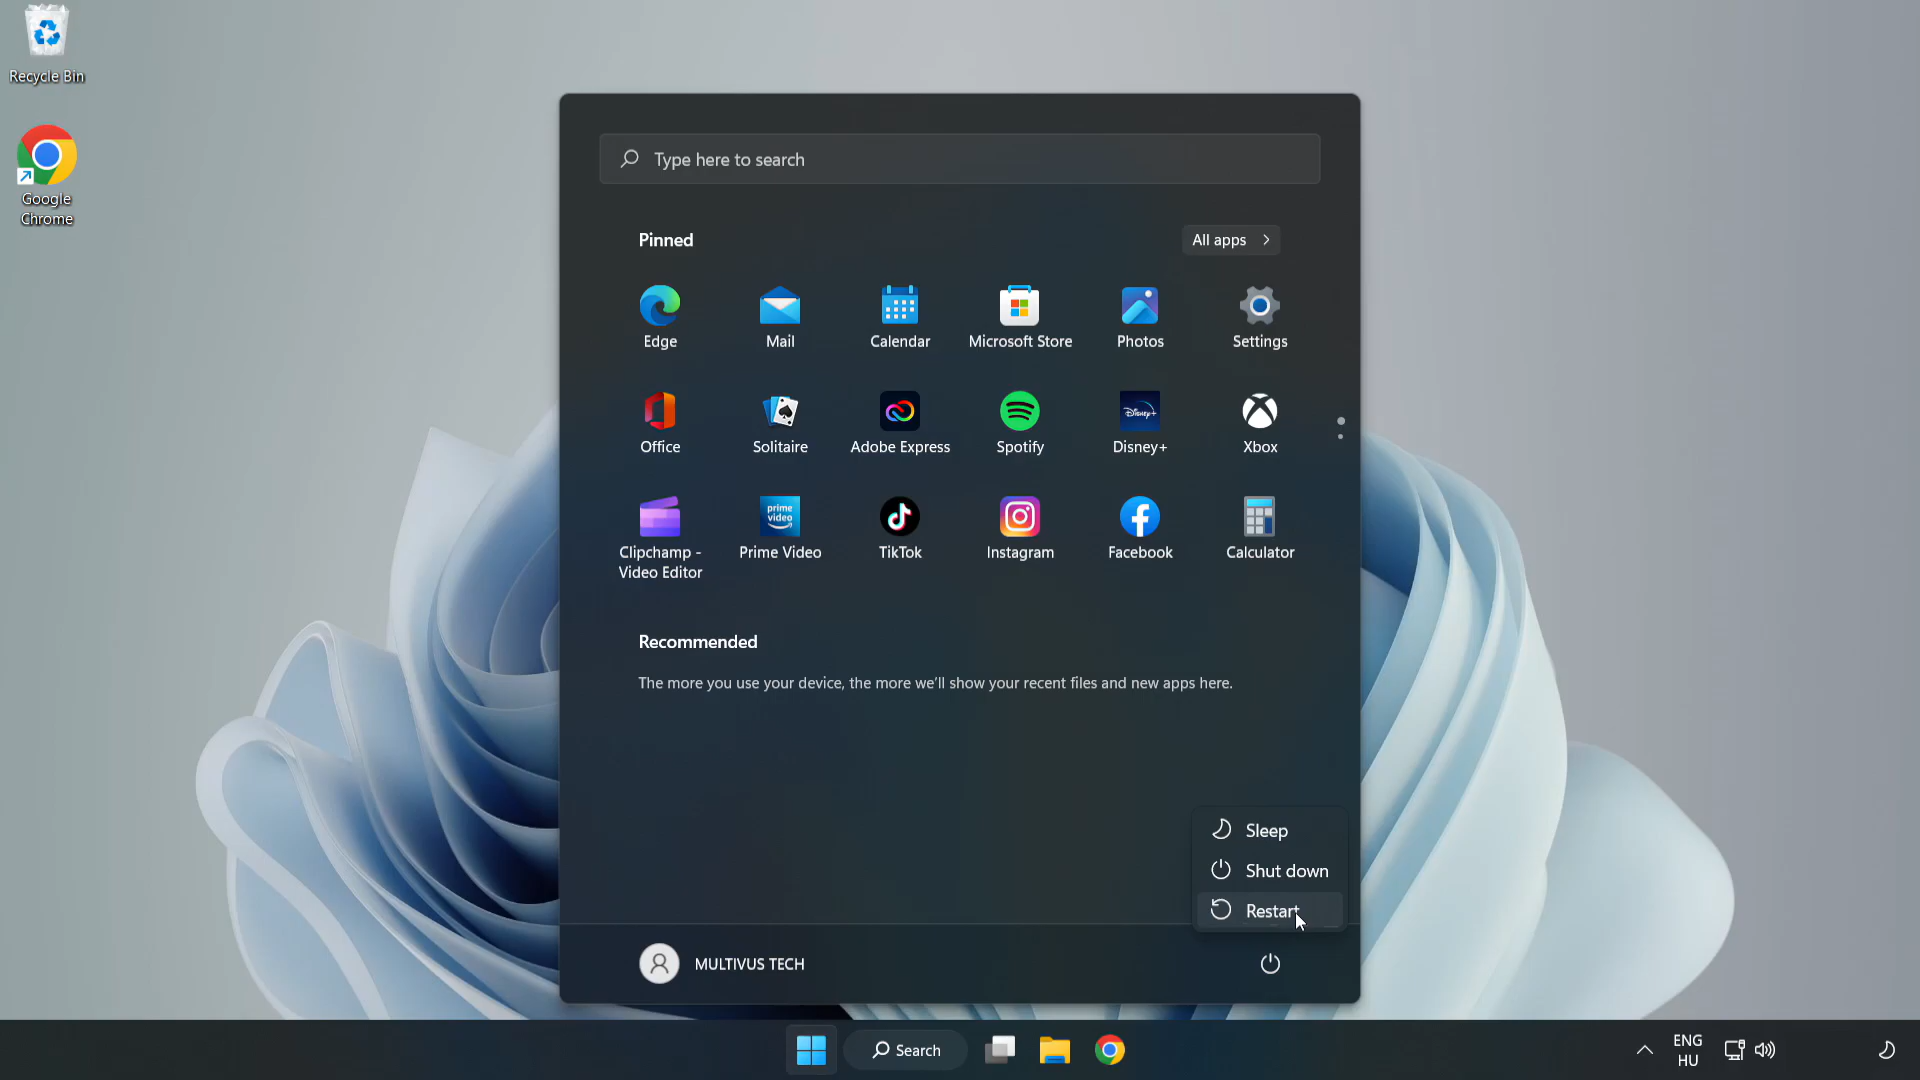 Recycle Bin
Google
Chrome
Type here to search
Pinned
All apps
Edge
Mail
Calendar
Microsoft Store
Photos
Settings
Office
Solitaire
Adobe Express
Spotify
Disney+
Disney+
Xbox
prime
video
Clipchamp -
Video Editor
Prime Video
TikTok
Instagram
Facebook
Calculator
Recommended
The more you use your device, the more we'll show your recent files and new apps here.
Sleep
Shut down
Restart
MULTIVUS TECH
Search
ENG
HU